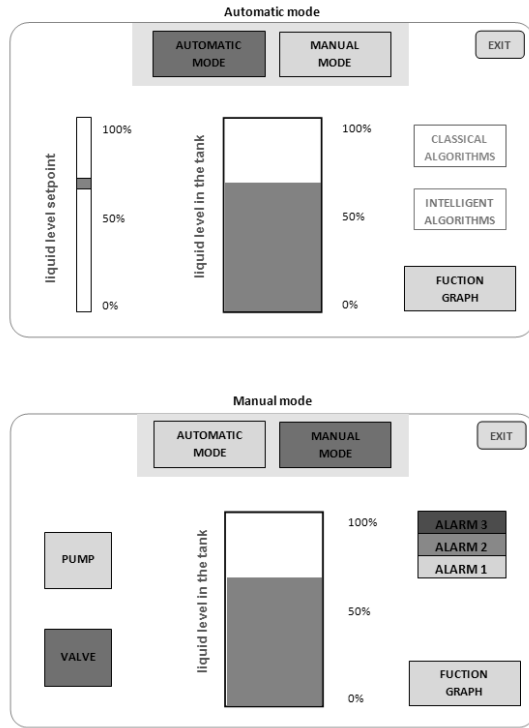 Automatic mode
AUTOMATIC
MODE
MANUAL
MODE
EXIT
liquid level setpoint
100%
50%
0%
liquid level in the tank
100%
50%
0%
CLASSICAL
ALGORITHMS
INTELLIGENT
ALGORITHMS
FUCTION
GRAPH
Manual mode
AUTOMATIC
MODE
MANUAL
MODE
EXIT
PUMP
VALVE
liquid level in the tank
100%
50%
0%
ALARM 3
ALARM 2
ALARM 1
FUCTION
GRAPH